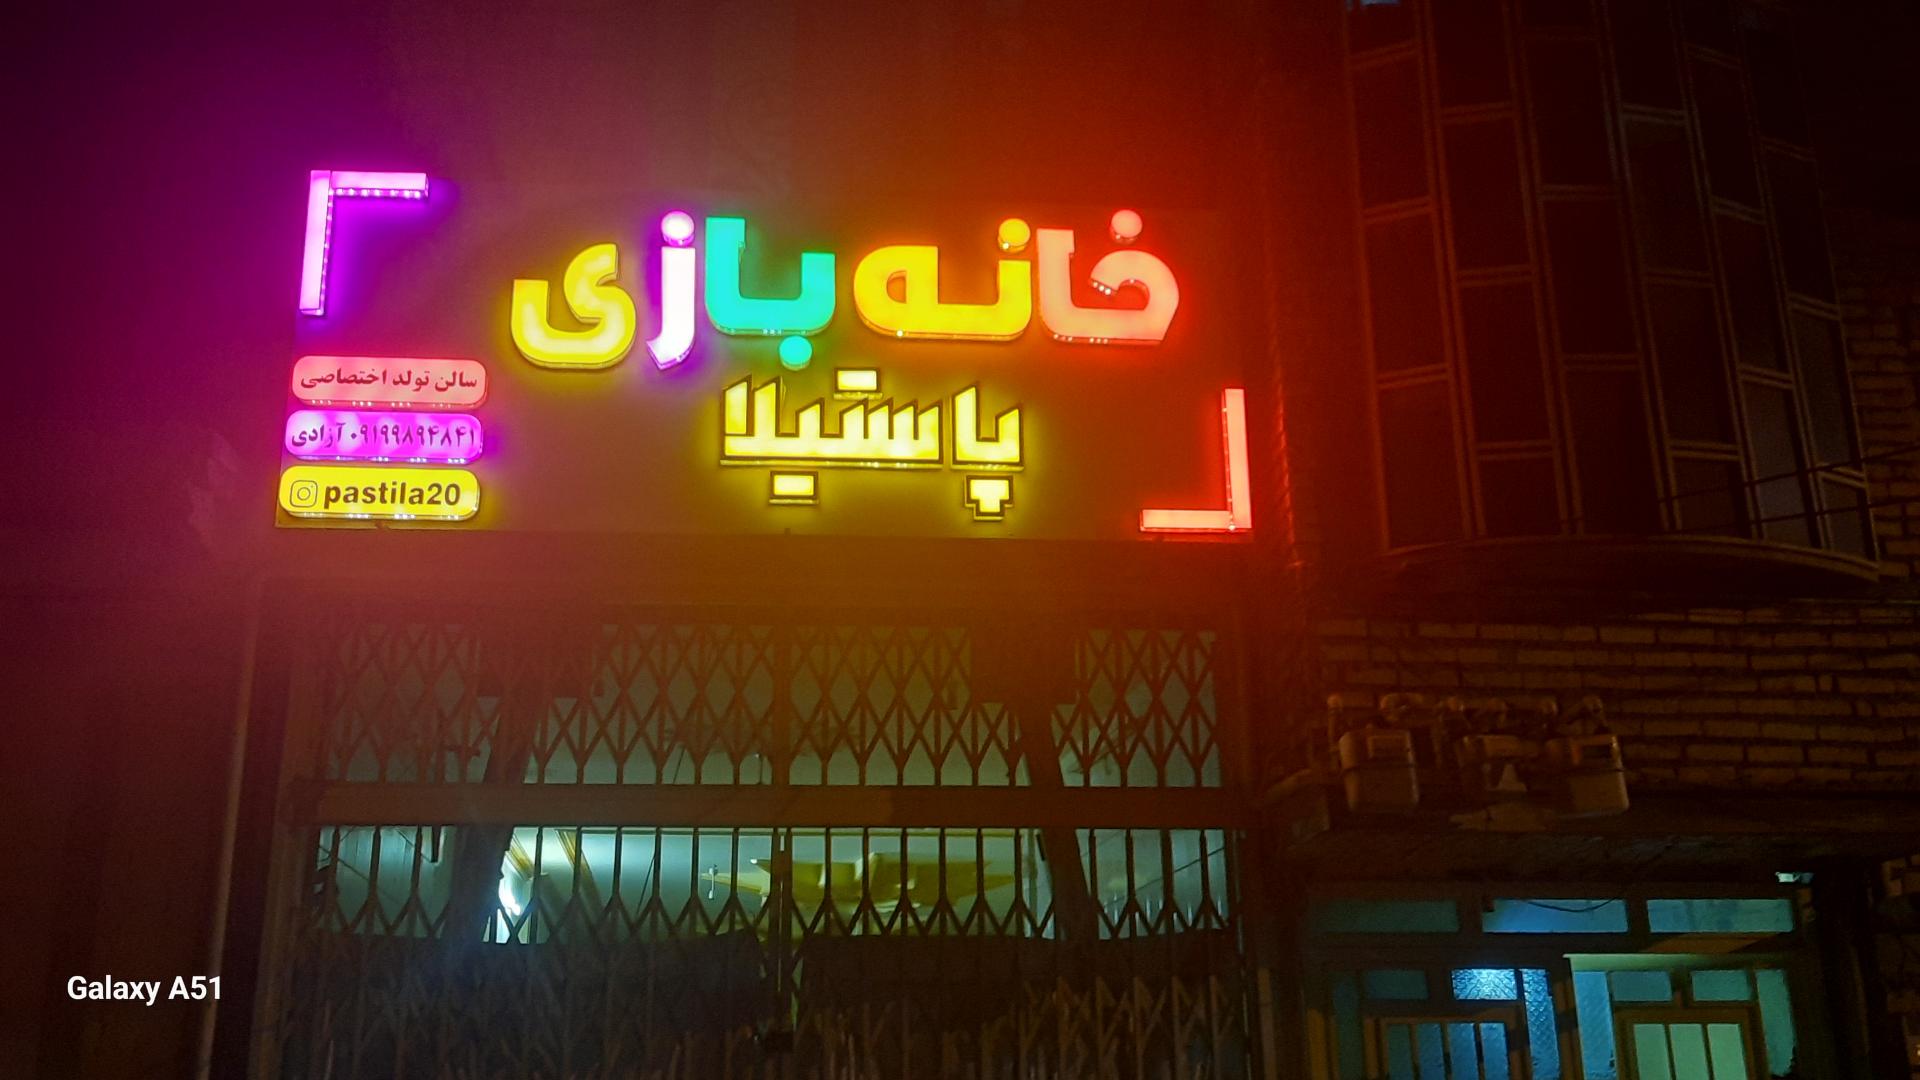 خانه بازی
پاستیلا
سالن تولد اختصاصی
۰۹۱۹۹۸۹۴۸۴۱ آزادی
pastila20
Galaxy A51